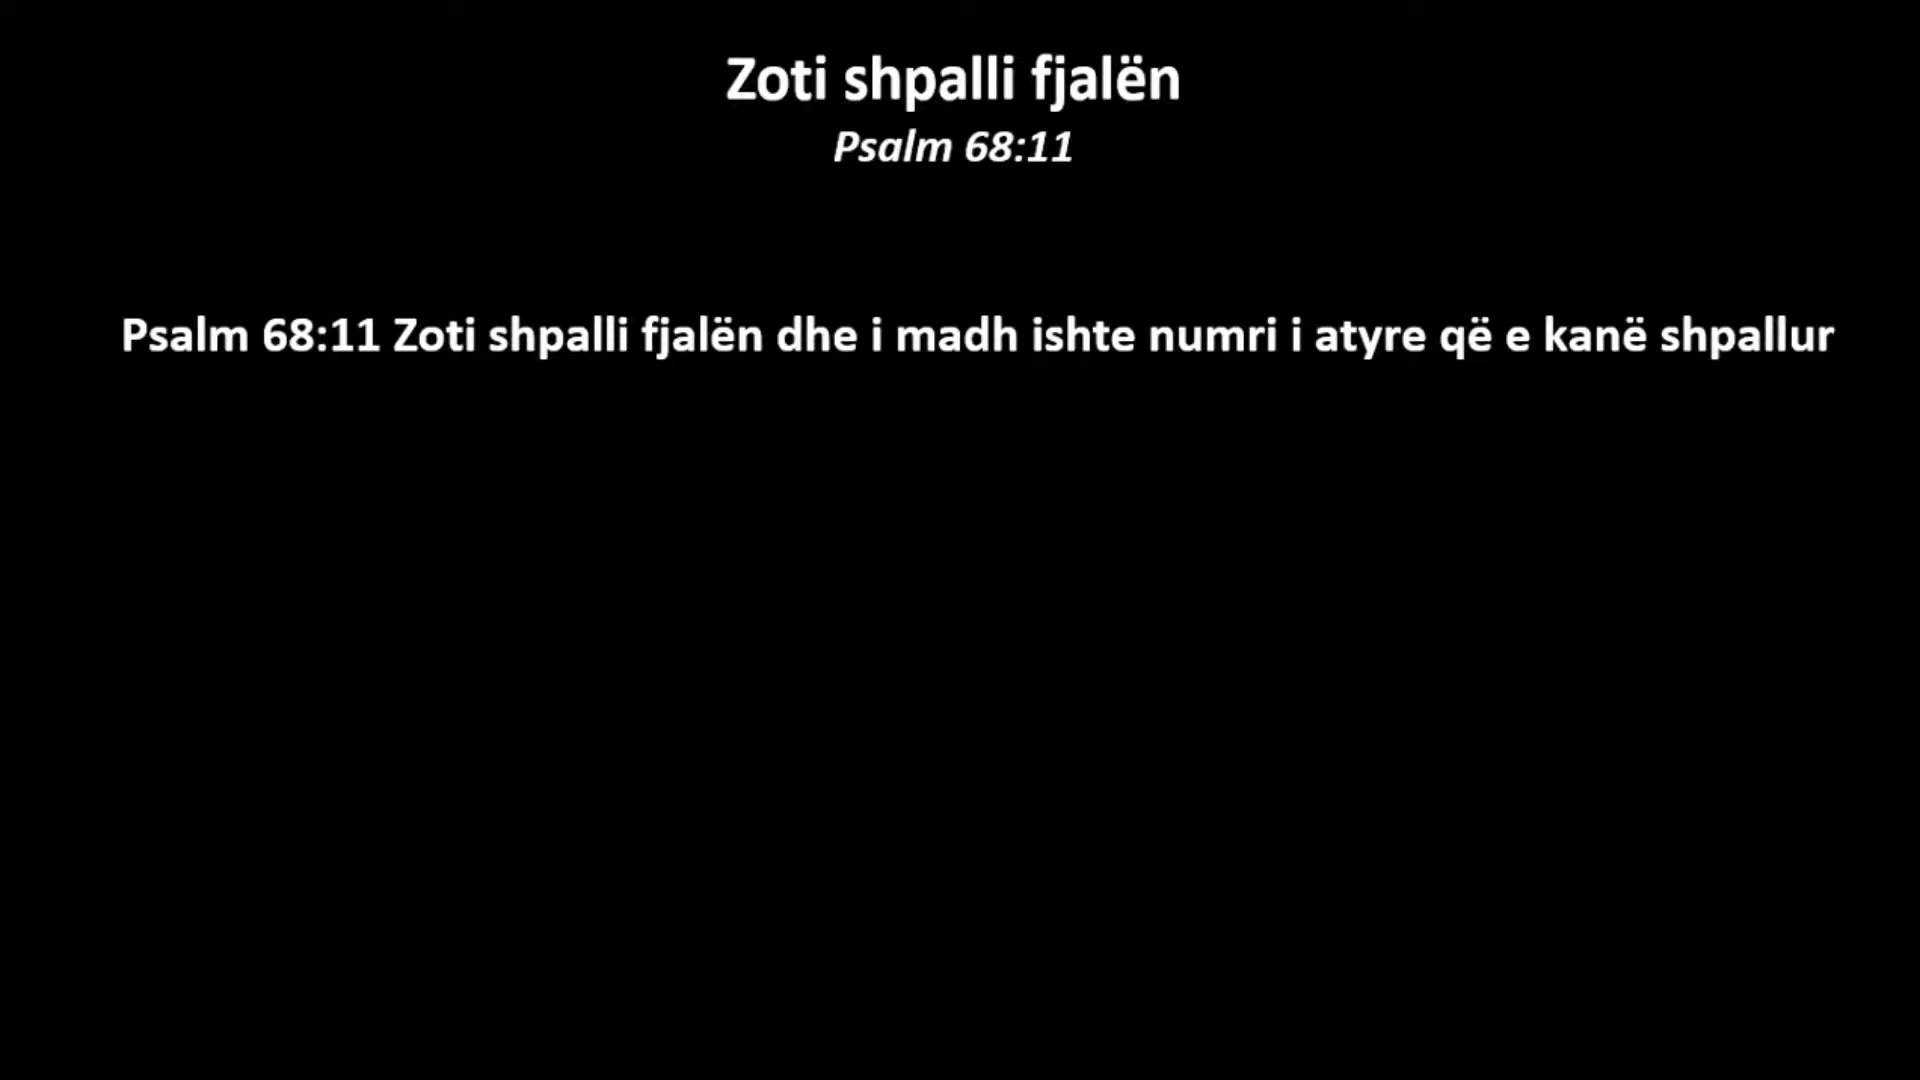 Zoti shpalli fjalën
Psalm 68:11
Psalm 68:11 Zoti shpalli fjalën dhe i madh ishte numri i atyre që e kanë shpallur